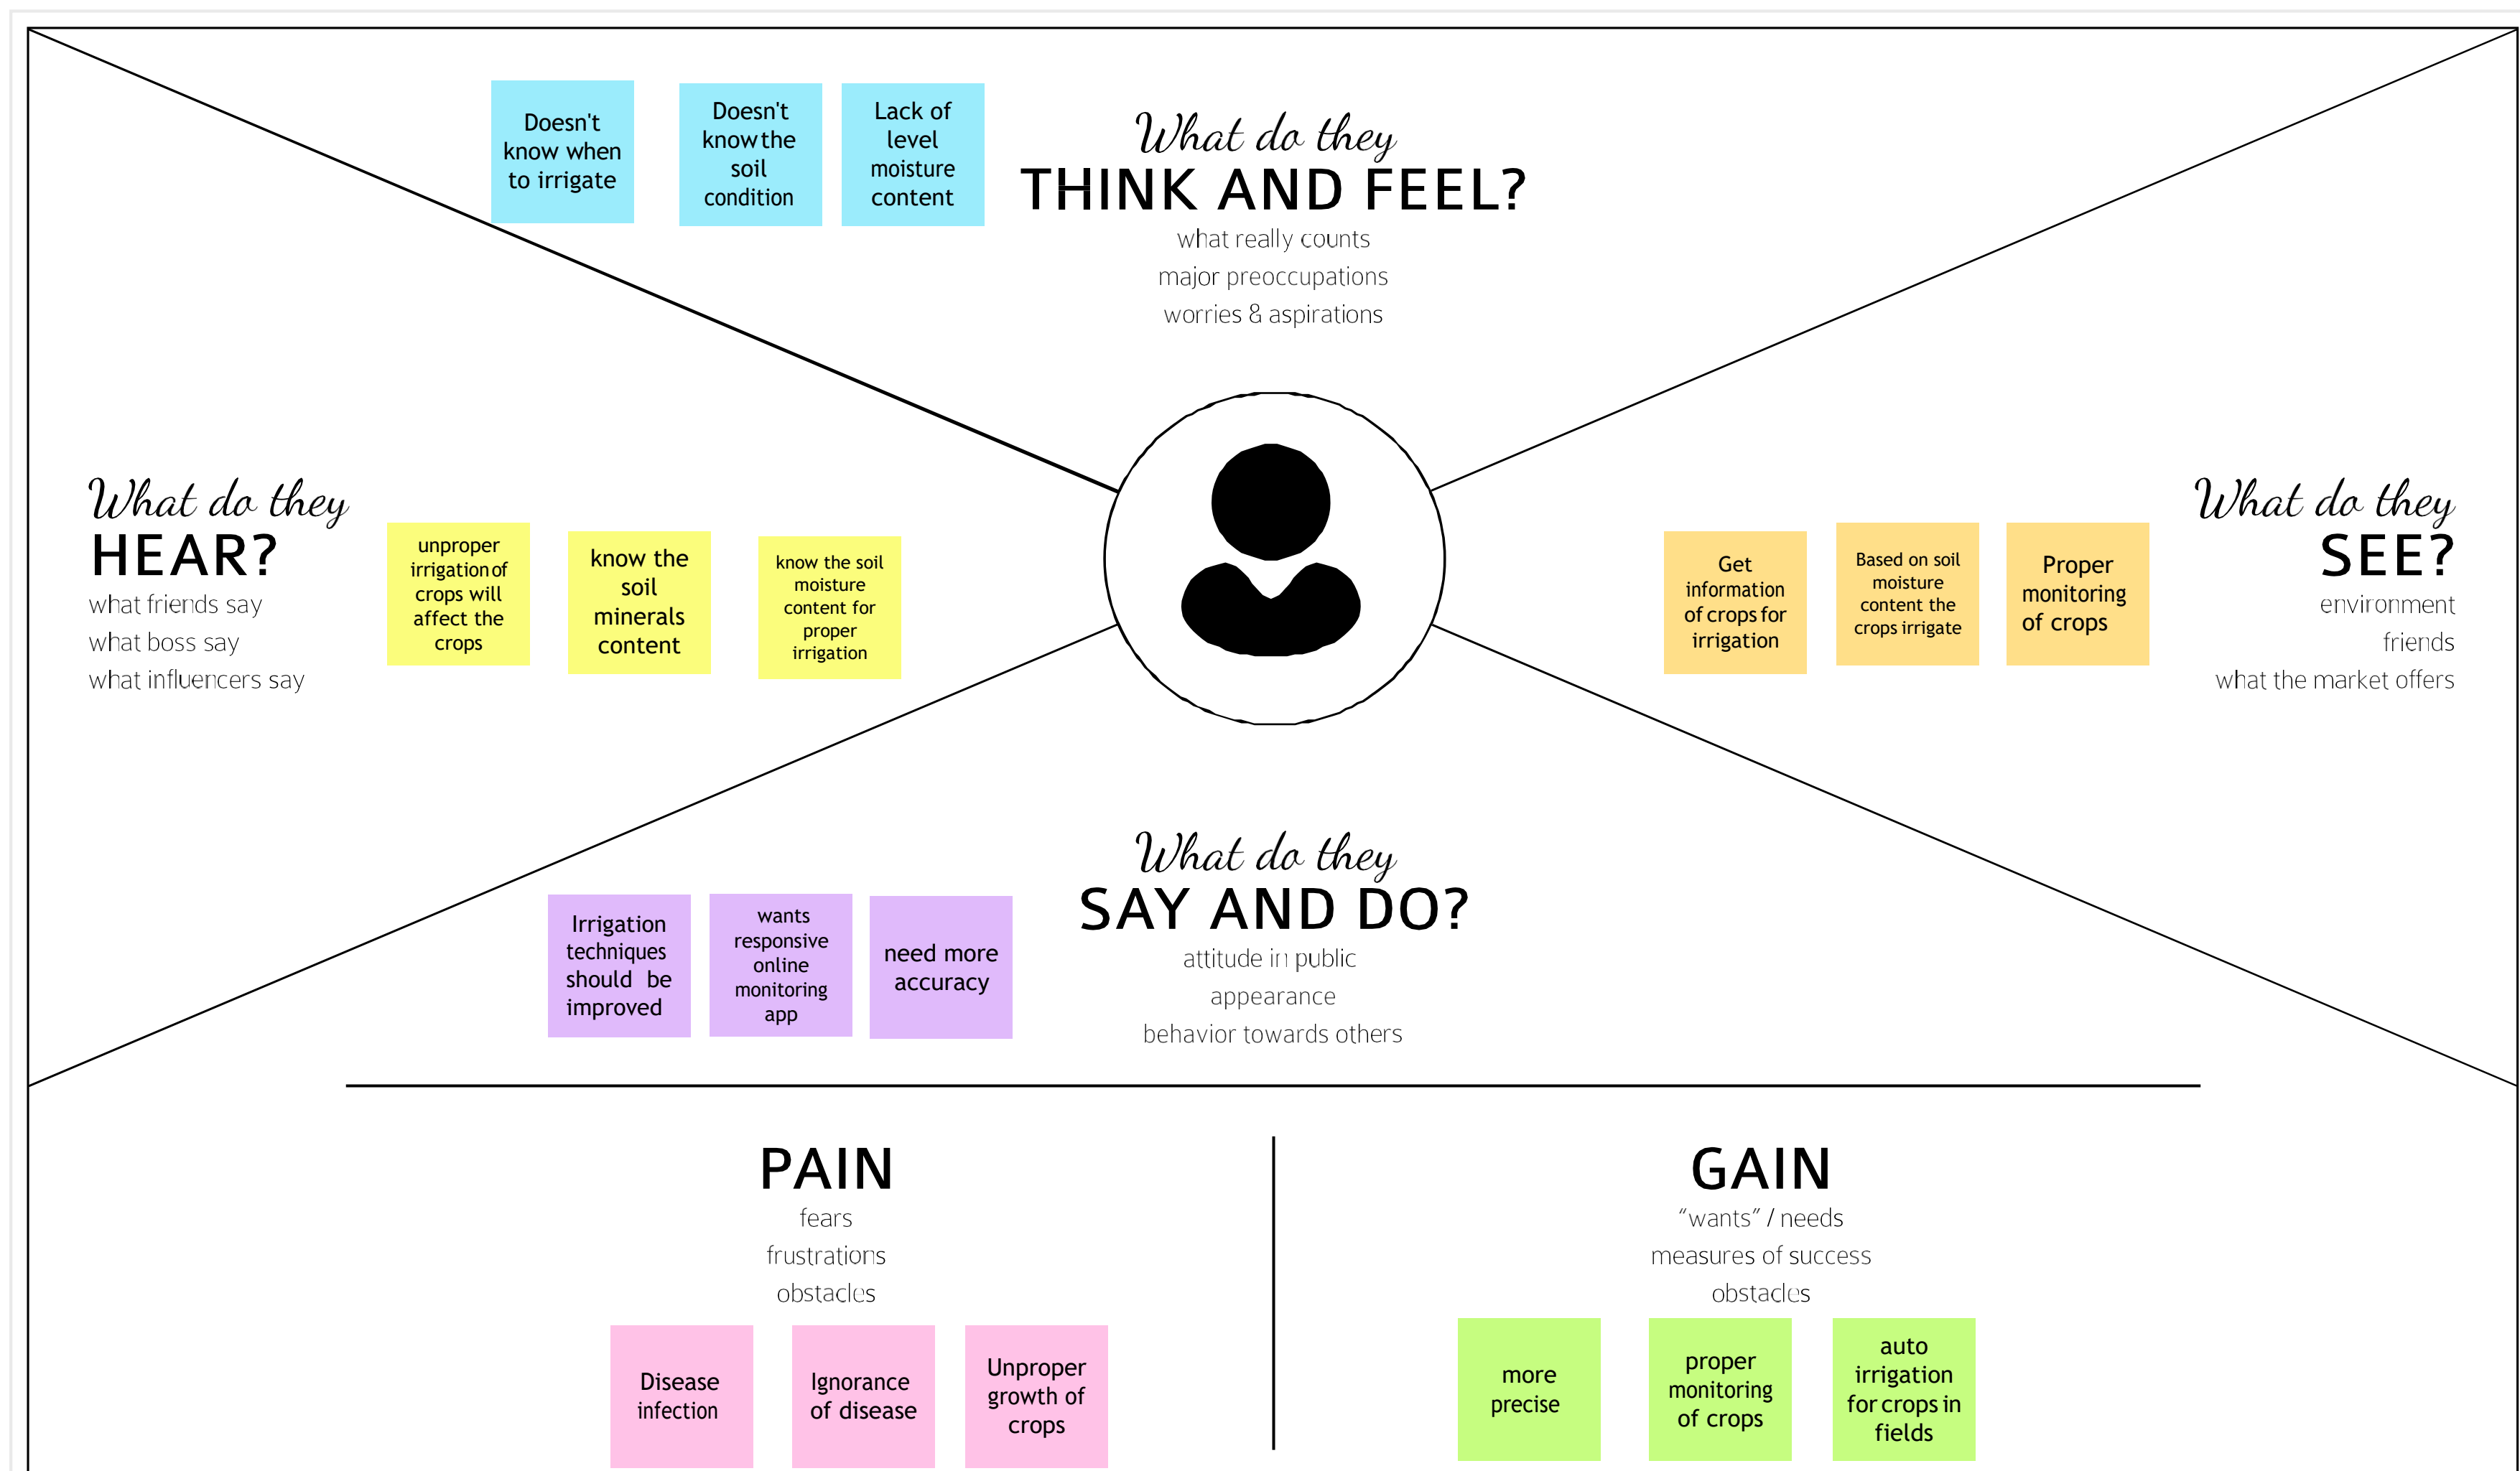 Doesn't
know when
to irrigate
Doesn't
know the
soil
condition
Lack of
level
moisture
content
What do they
THINK AND FEEL?
what really counts
major preoccupations
worries & aspirations
What do they
HEAR?
what friends say
what boss say
what influencers say
unproper
irrigation of
crops will
affect the
crops
know the
soil
minerals
content
know the soil
moisture
content for
proper
irrigation
Get
information
of crops for
irrigation
Based on soil
moisture
content the
crops irrigate
Proper
monitoring
of crops
What do they
SEE?
environment
friends
what the market offers
What do they
SAY AND DO?
attitude in public
appearance
behavior towards others
Irrigation
techniques
should be
improved
wants
responsive
online
monitoring
app
need more
accuracy
PAIN
fears
frustrations
obstacles
Disease
infection
Ignorance
of disease
Unproper
growth of
crops
GAIN
“wants” / needs
measures of success
obstacles
more
precise
proper
monitoring
of crops
auto
irrigation
for crops in
fields